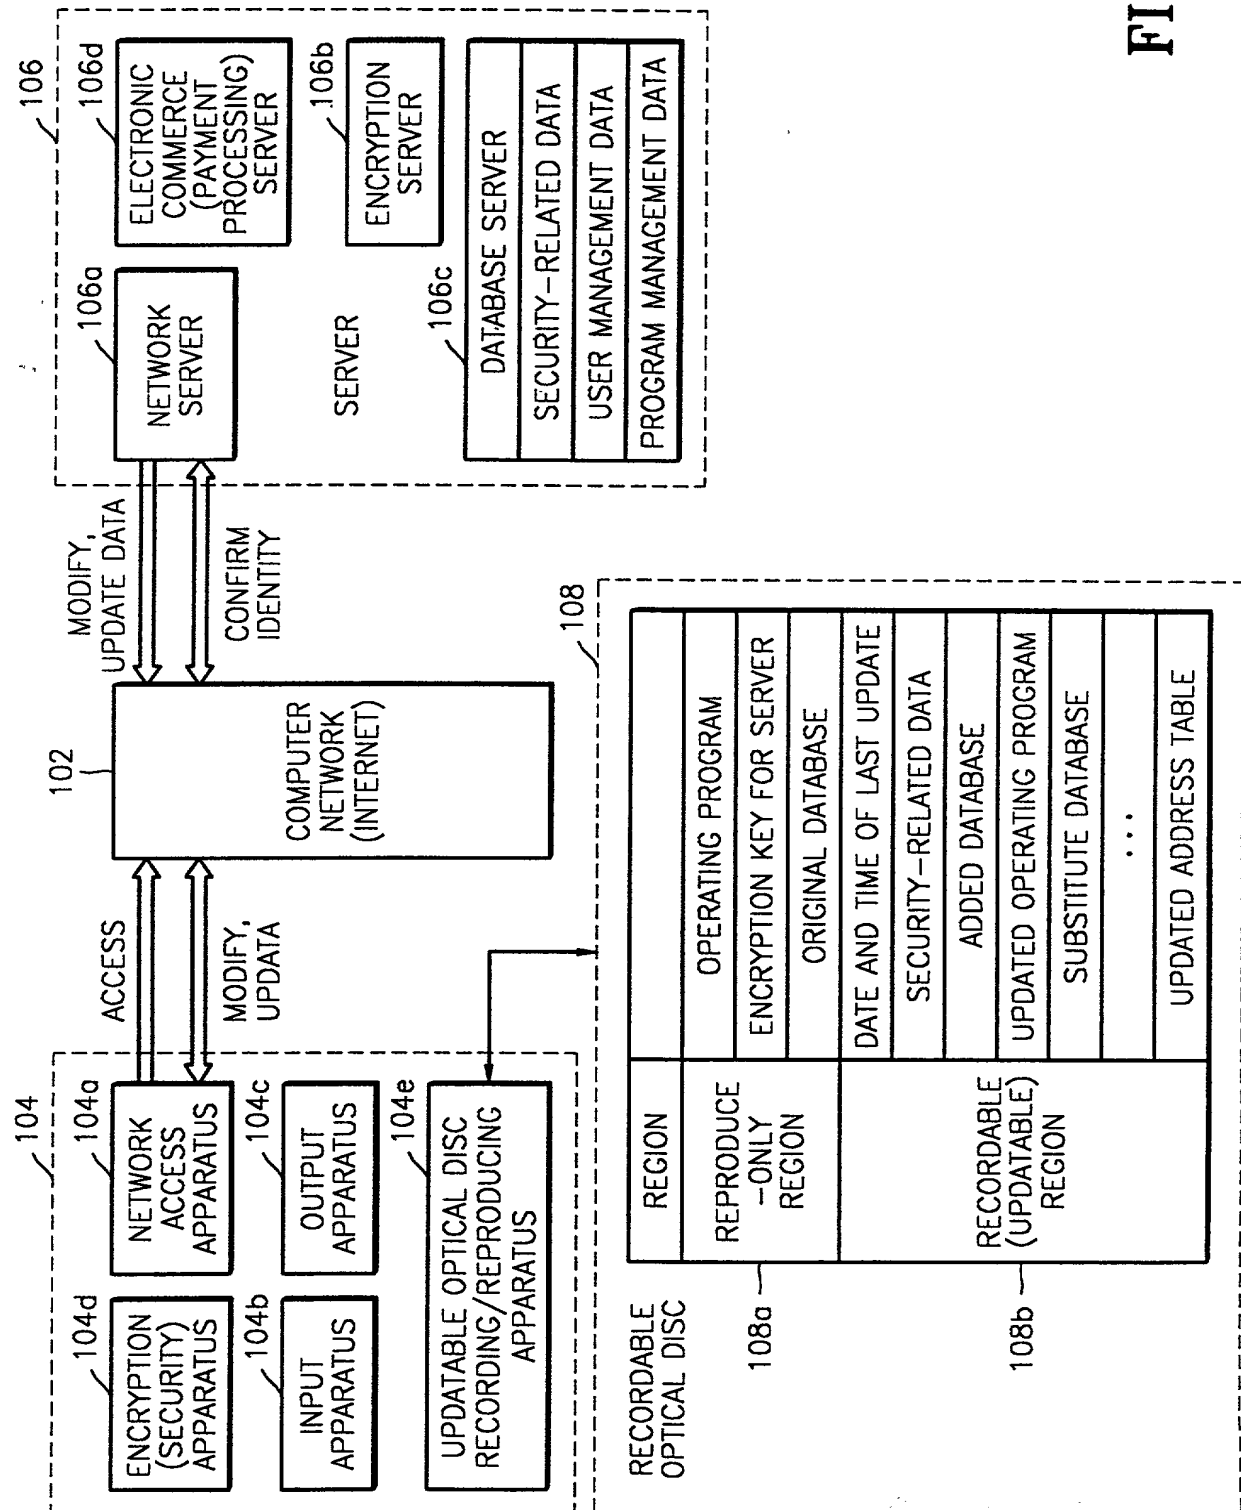 104
104d
ENCRYPTION
(SECURITY)
APPARATUS
104a
NETWORK
ACCESS
APPARATUS
104b
INPUT
APPARATUS
104c
OUTPUT
APPARATUS
104e
UPDATABLE OPTICAL DISC
RECORDING/REPRODUCING
APPARATUS
ACCESS
MODIFY,
UPDATA
102
COMPUTER
NETWORK
(INTERNET)
MODIFY,
UPDATE DATA
CONFIRM
IDENTITY
106
106a
NETWORK
SERVER
106d
ELECTRONIC
COMMERCE
(PAYMENT
PROCESSING)
SERVER
SERVER
106b
ENCRYPTION
SERVER
106c
DATABASE SERVER
SECURITY-RELATED DATA
USER MANAGEMENT DATA
PROGRAM MANAGEMENT DATA
108
RECORDABLE
OPTICAL DISC
REGION
108a
REPRODUCE
-ONLY
REGION
OPERATING PROGRAM
ENCRYPTION KEY FOR SERVER
ORIGINAL DATABASE
108b
RECORDABLE
(UPDATABLE)
REGION
DATE AND TIME OF LAST UPDATE
SECURITY-RELATED DATA
ADDED DATABASE
UPDATED OPERATING PROGRAM
SUBSTITUTE DATABASE
...
UPDATED ADDRESS TABLE
FI